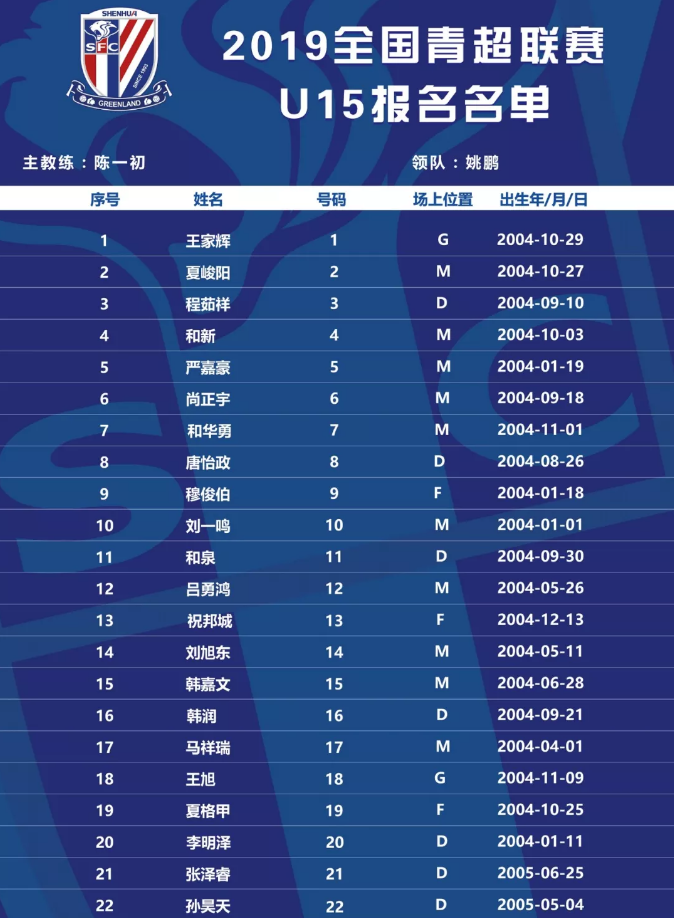 SHENHUA
SFC
SINCE 1993
GREENLAND
2019全国青超联赛
U15报名名单
主教练：陈一初 领队：姚鹏
序号 姓名 号码 场上位置 出生年/月/日
1 王家辉 1 G 2004-10-29
2 夏峻阳 2 M 2004-10-27
3 程茹祥 3 D 2004-09-10
4 和新 4 M 2004-10-03
5 严嘉豪 5 M 2004-01-19
6 尚正宇 6 M 2004-09-18
7 和华勇 7 M 2004-11-01
8 唐怡政 8 D 2004-08-26
9 穆俊伯 9 F 2004-01-18
10 刘一鸣 10 M 2004-01-01
11 和泉 11 D 2004-09-30
12 吕勇鸿 12 M 2004-05-26
13 祝邦城 13 F 2004-12-13
14 刘旭东 14 M 2004-05-11
15 韩嘉文 15 M 2004-06-28
16 韩润 16 D 2004-09-21
17 马祥瑞 17 M 2004-04-01
18 王旭 18 G 2004-11-09
19 夏格甲 19 F 2004-10-25
20 李明泽 20 D 2004-01-11
21 张泽睿 21 D 2005-06-25
22 孙昊天 22 D 2005-05-04